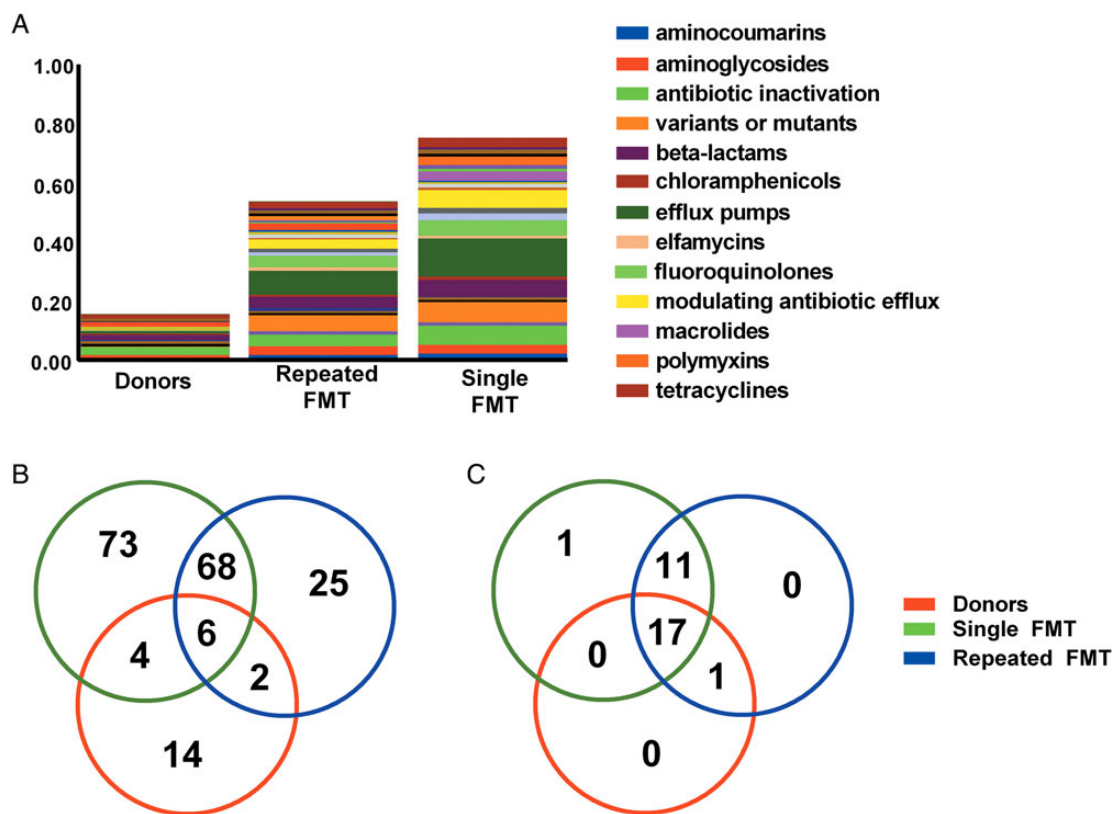 A
1.00
0.80
0.60
0.40
0.20
0.00
Donors
Repeated
FMT
Single
FMT
aminocoumarins
aminoglycosides
antibiotic inactivation
variants or mutants
beta-lactams
chloramphenicols
efflux pumps
elfamycins
fluoroquinolones
modulating antibiotic efflux
macrolides
polymyxins
tetracyclines
B
73
68
25
6
4
2
14
C
1
11
0
17
0
1
0
Donors
Single FMT
Repeated FMT